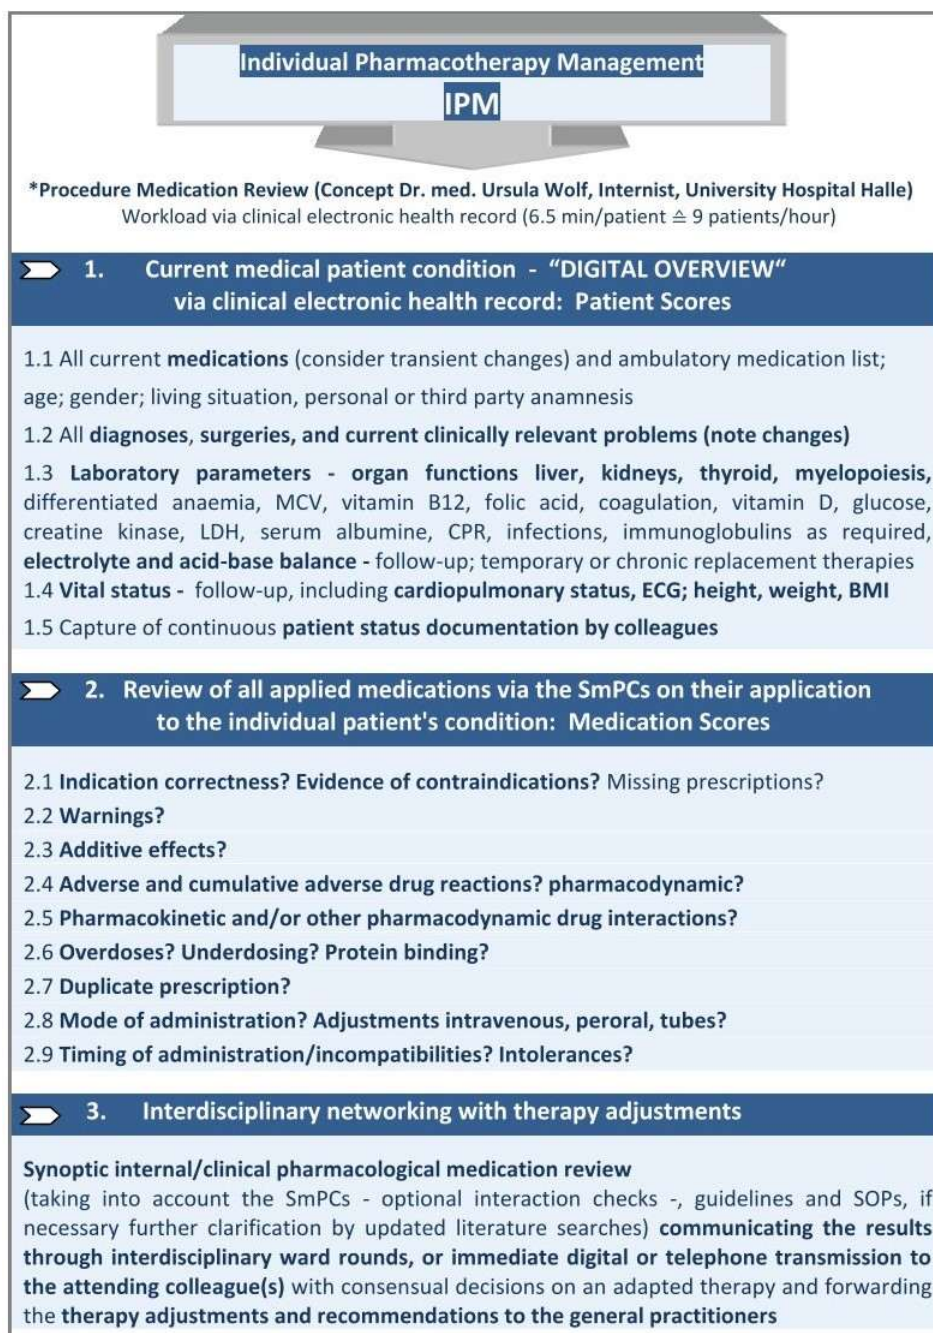 Individual Pharmacotherapy Management
IPM
*Procedure Medication Review (Concept Dr. med. Ursula Wolf, Internist, University Hospital Halle)
Workload via clinical electronic health record (6.5 min/patient ≙ 9 patients/hour)
1. Current medical patient condition - “DIGITAL OVERVIEW“
via clinical electronic health record: Patient Scores
1.1 All current medications (consider transient changes) and ambulatory medication list;
age; gender; living situation, personal or third party anamnesis
1.2 All diagnoses, surgeries, and current clinically relevant problems (note changes)
1.3 Laboratory parameters - organ functions liver, kidneys, thyroid, myelopoiesis,
differentiated anaemia, MCV, vitamin B12, folic acid, coagulation, vitamin D, glucose,
creatine kinase, LDH, serum albumine, CPR, infections, immunoglobulins as required,
electrolyte and acid-base balance - follow-up; temporary or chronic replacement therapies
1.4 Vital status - follow-up, including cardiopulmonary status, ECG; height, weight, BMI
1.5 Capture of continuous patient status documentation by colleagues
2. Review of all applied medications via the SmPCs on their application
to the individual patient's condition: Medication Scores
2.1 Indication correctness? Evidence of contraindications? Missing prescriptions?
2.2 Warnings?
2.3 Additive effects?
2.4 Adverse and cumulative adverse drug reactions? pharmacodynamic?
2.5 Pharmacokinetic and/or other pharmacodynamic drug interactions?
2.6 Overdoses? Underdosing? Protein binding?
2.7 Duplicate prescription?
2.8 Mode of administration? Adjustments intravenous, peroral, tubes?
2.9 Timing of administration/incompatibilities? Intolerances?
3. Interdisciplinary networking with therapy adjustments
Synoptic internal/clinical pharmacological medication review
(taking into account the SmPCs - optional interaction checks -, guidelines and SOPs, if
necessary further clarification by updated literature searches) communicating the results
through interdisciplinary ward rounds, or immediate digital or telephone transmission to
the attending colleague(s) with consensual decisions on an adapted therapy and forwarding
the therapy adjustments and recommendations to the general practitioners